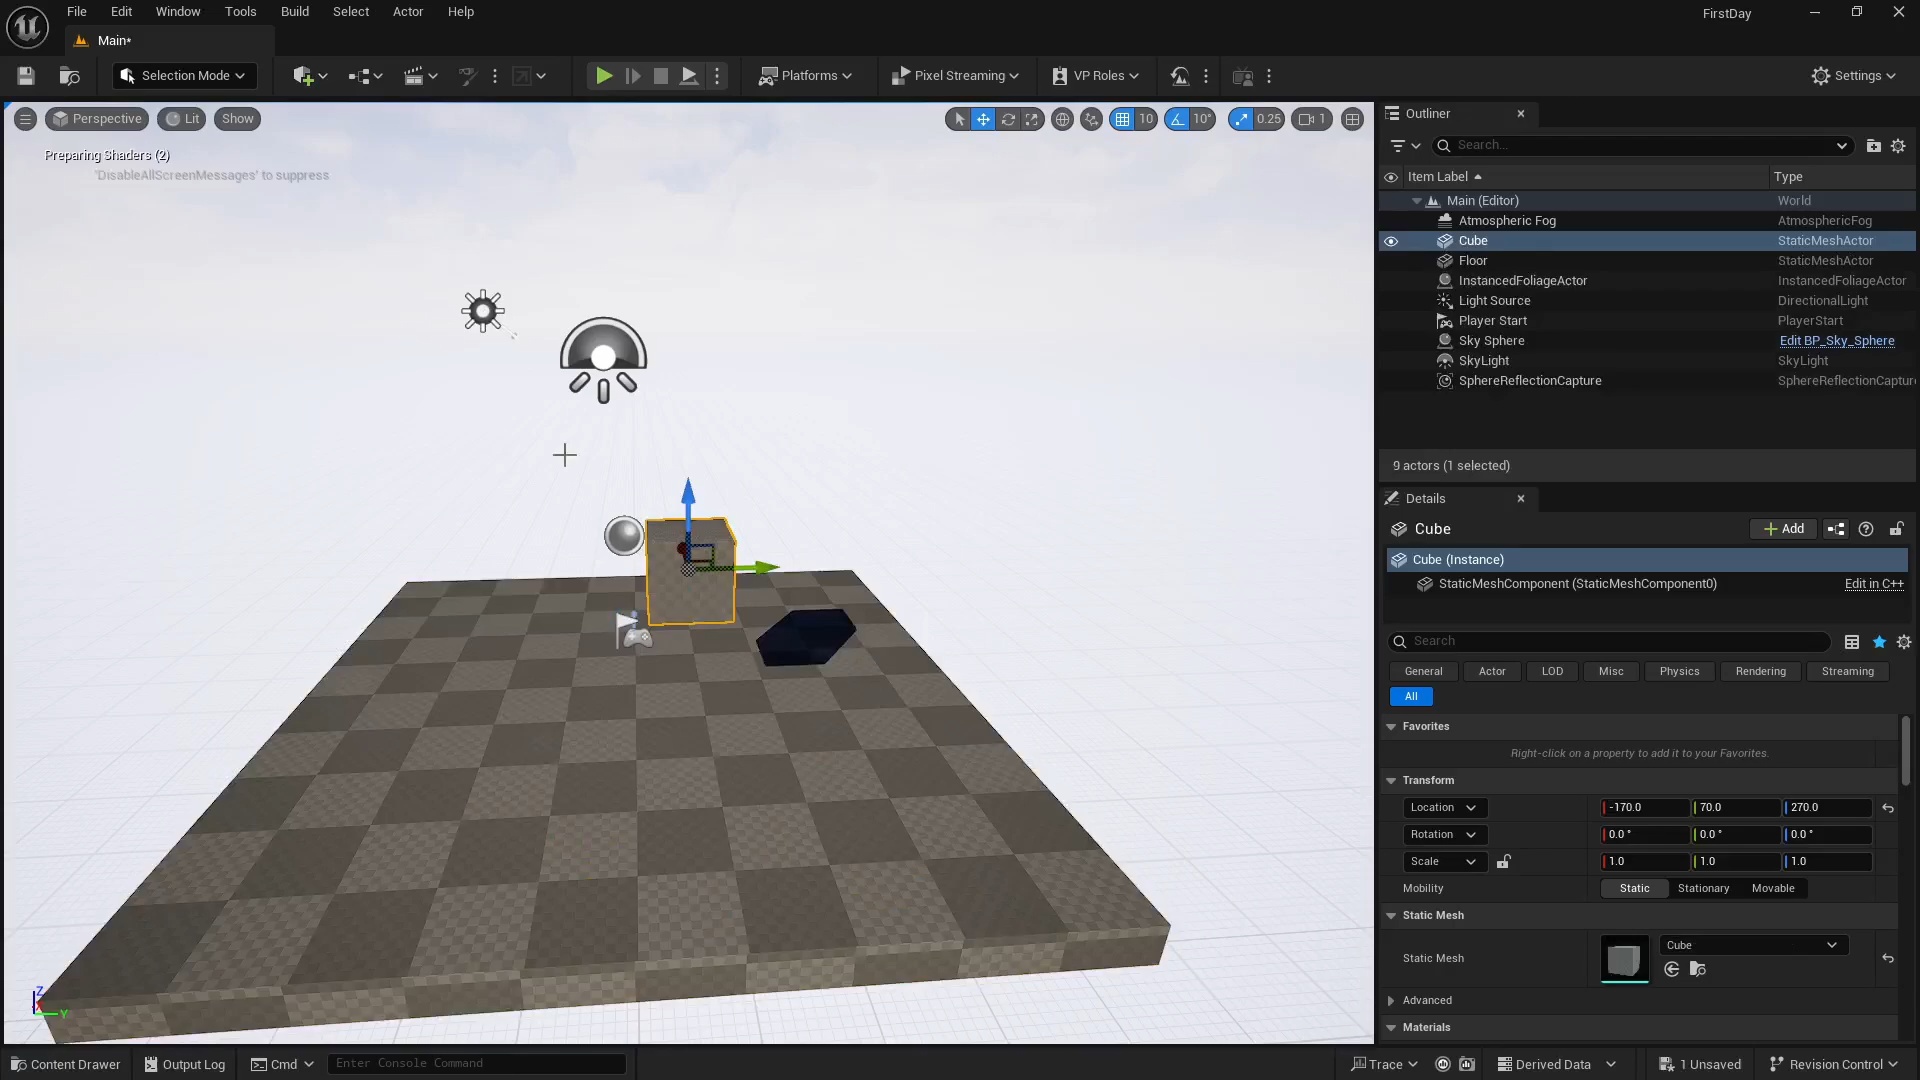 File Edit Window Tools Build Select Actor Help
FirstDay
Main*
Selection Mode
Platforms
Pixel Streaming
VP Roles
Settings
Perspective Lit Show
10 10° 0.25 1
Preparing Shaders (2)
'DisableAllScreenMessages' to suppress
Outliner
Search...
Item Label Type
Main (Editor) World
Atmospheric Fog AtmosphericFog
Cube StaticMeshActor
Floor StaticMeshActor
InstancedFoliageActor InstancedFoliageActor
Light Source DirectionalLight
Player Start PlayerStart
Sky Sphere Edit BP_Sky_Sphere
SkyLight SkyLight
SphereReflectionCapture SphereReflectionCapture
9 actors (1 selected)
Details
Cube
Add
Cube (Instance)
StaticMeshComponent (StaticMeshComponent0) Edit in C++
Search
General Actor LOD Misc Physics Rendering Streaming
All
Favorites
Right-click on a property to add it to your Favorites.
Transform
Location -170.0 70.0 270.0
Rotation 0.0 ° 0.0 ° 0.0 °
Scale 1.0 1.0 1.0
Mobility Static Stationary Movable
Static Mesh
Static Mesh Cube
Advanced
Materials
Z
X
Y
Content Drawer Output Log Cmd Enter Console Command
Trace Derived Data 1 Unsaved Revision Control